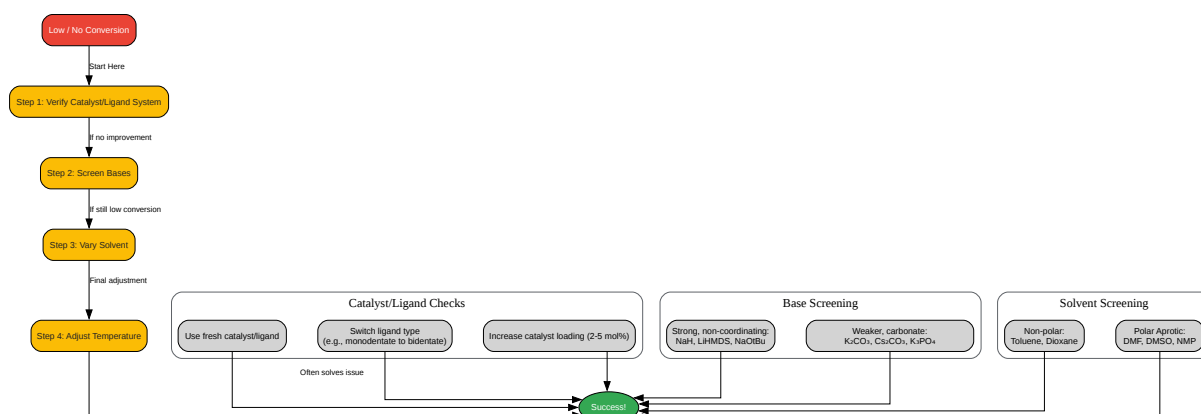 Low / No Conversion
Start Here
Step 1: Verify Catalyst/Ligand System
If no improvement
Step 2: Screen Bases
If still low conversion
Step 3: Vary Solvent
Final adjustment
Step 4: Adjust Temperature
Catalyst/Ligand Checks
Use fresh catalyst/ligand
Switch ligand type
(e.g., monodentate to bidentate)
Increase catalyst loading (2-5 mol%)
Often solves issue
Base Screening
Strong, non-coordinating:
NaH, LiHMDS, NaOtBu
Weaker, carbonate:
K₂CO₃, Cs₂CO₃, K₃PO₄
Solvent Screening
Non-polar:
Toluene, Dioxane
Polar Aprotic:
DMF, DMSO, NMP
Success!